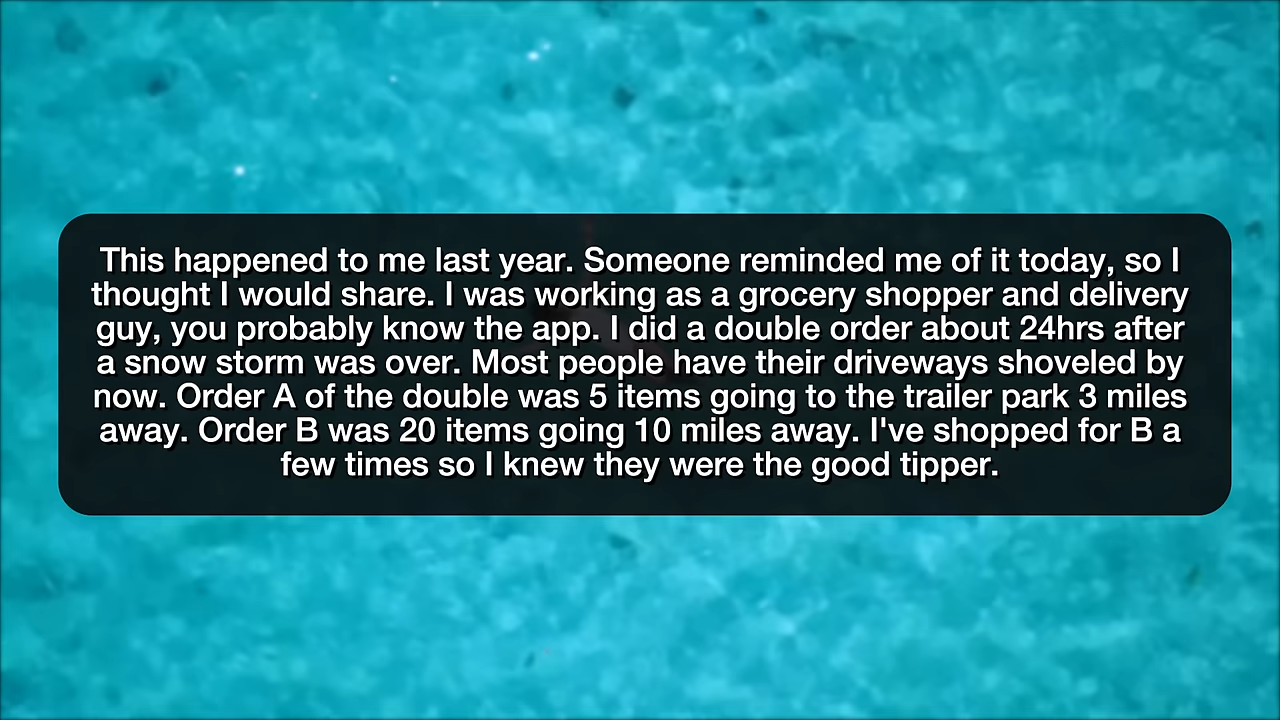 This happened to me last year. Someone reminded me of it today, so I
thought I would share. I was working as a grocery shopper and delivery
guy, you probably know the app. I did a double order about 24hrs after
a snow storm was over. Most people have their driveways shoveled by
now. Order A of the double was 5 items going to the trailer park 3 miles
away. Order B was 20 items going 10 miles away. I've shopped for B a
few times so I knew they were the good tipper.